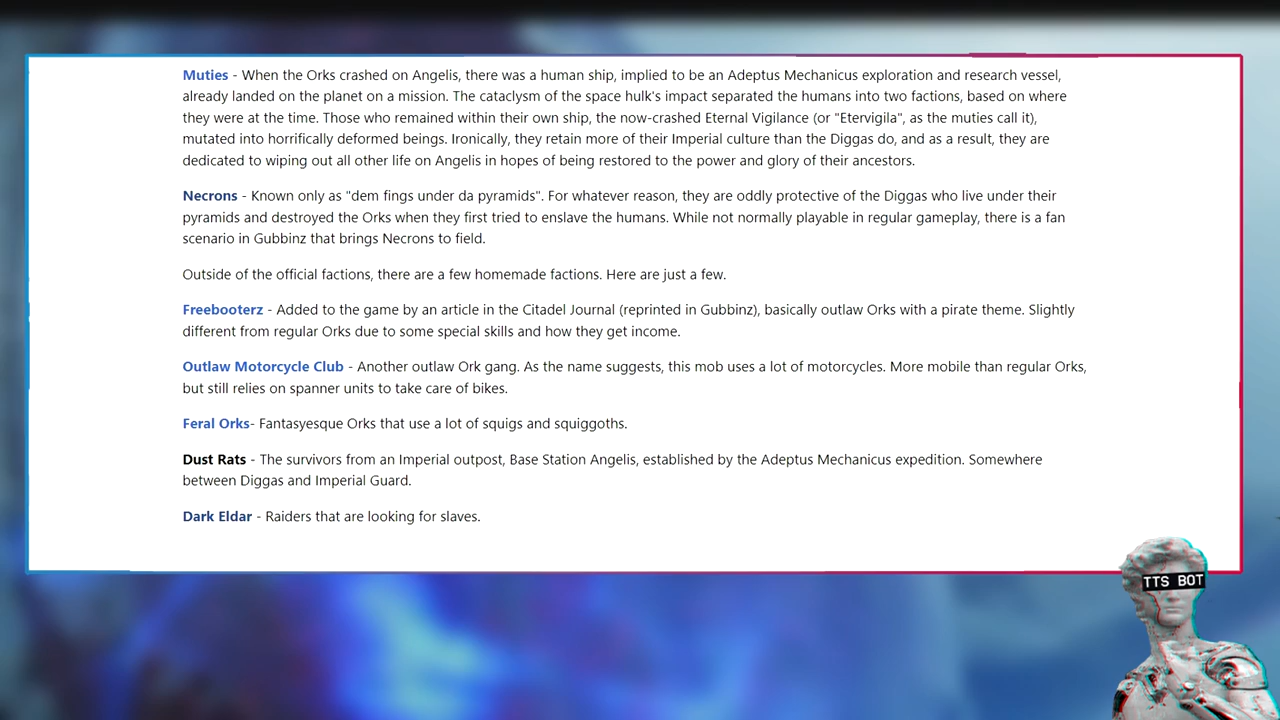 Muties - When the Orks crashed on Angelis, there was a human ship, implied to be an Adeptus Mechanicus exploration and research vessel,
already landed on the planet on a mission. The cataclysm of the space hulk's impact separated the humans into two factions, based on where
they were at the time. Those who remained within their own ship, the now-crashed Eternal Vigilance (or "Etervigila", as the muties call it),
mutated into horrifically deformed beings. Ironically, they retain more of their Imperial culture than the Diggas do, and as a result, they are
dedicated to wiping out all other life on Angelis in hopes of being restored to the power and glory of their ancestors.
Necrons - Known only as "dem fings under da pyramids". For whatever reason, they are oddly protective of the Diggas who live under their
pyramids and destroyed the Orks when they first tried to enslave the humans. While not normally playable in regular gameplay, there is a fan
scenario in Gubbinz that brings Necrons to field.
Outside of the official factions, there are a few homemade factions. Here are just a few.
Freebooterz - Added to the game by an article in the Citadel Journal (reprinted in Gubbinz), basically outlaw Orks with a pirate theme. Slightly
different from regular Orks due to some special skills and how they get income.
Outlaw Motorcycle Club - Another outlaw Ork gang. As the name suggests, this mob uses a lot of motorcycles. More mobile than regular Orks,
but still relies on spanner units to take care of bikes.
Feral Orks- Fantasyesque Orks that use a lot of squigs and squiggoths.
Dust Rats - The survivors from an Imperial outpost, Base Station Angelis, established by the Adeptus Mechanicus expedition. Somewhere
between Diggas and Imperial Guard.
Dark Eldar - Raiders that are looking for slaves.
TTS BOT